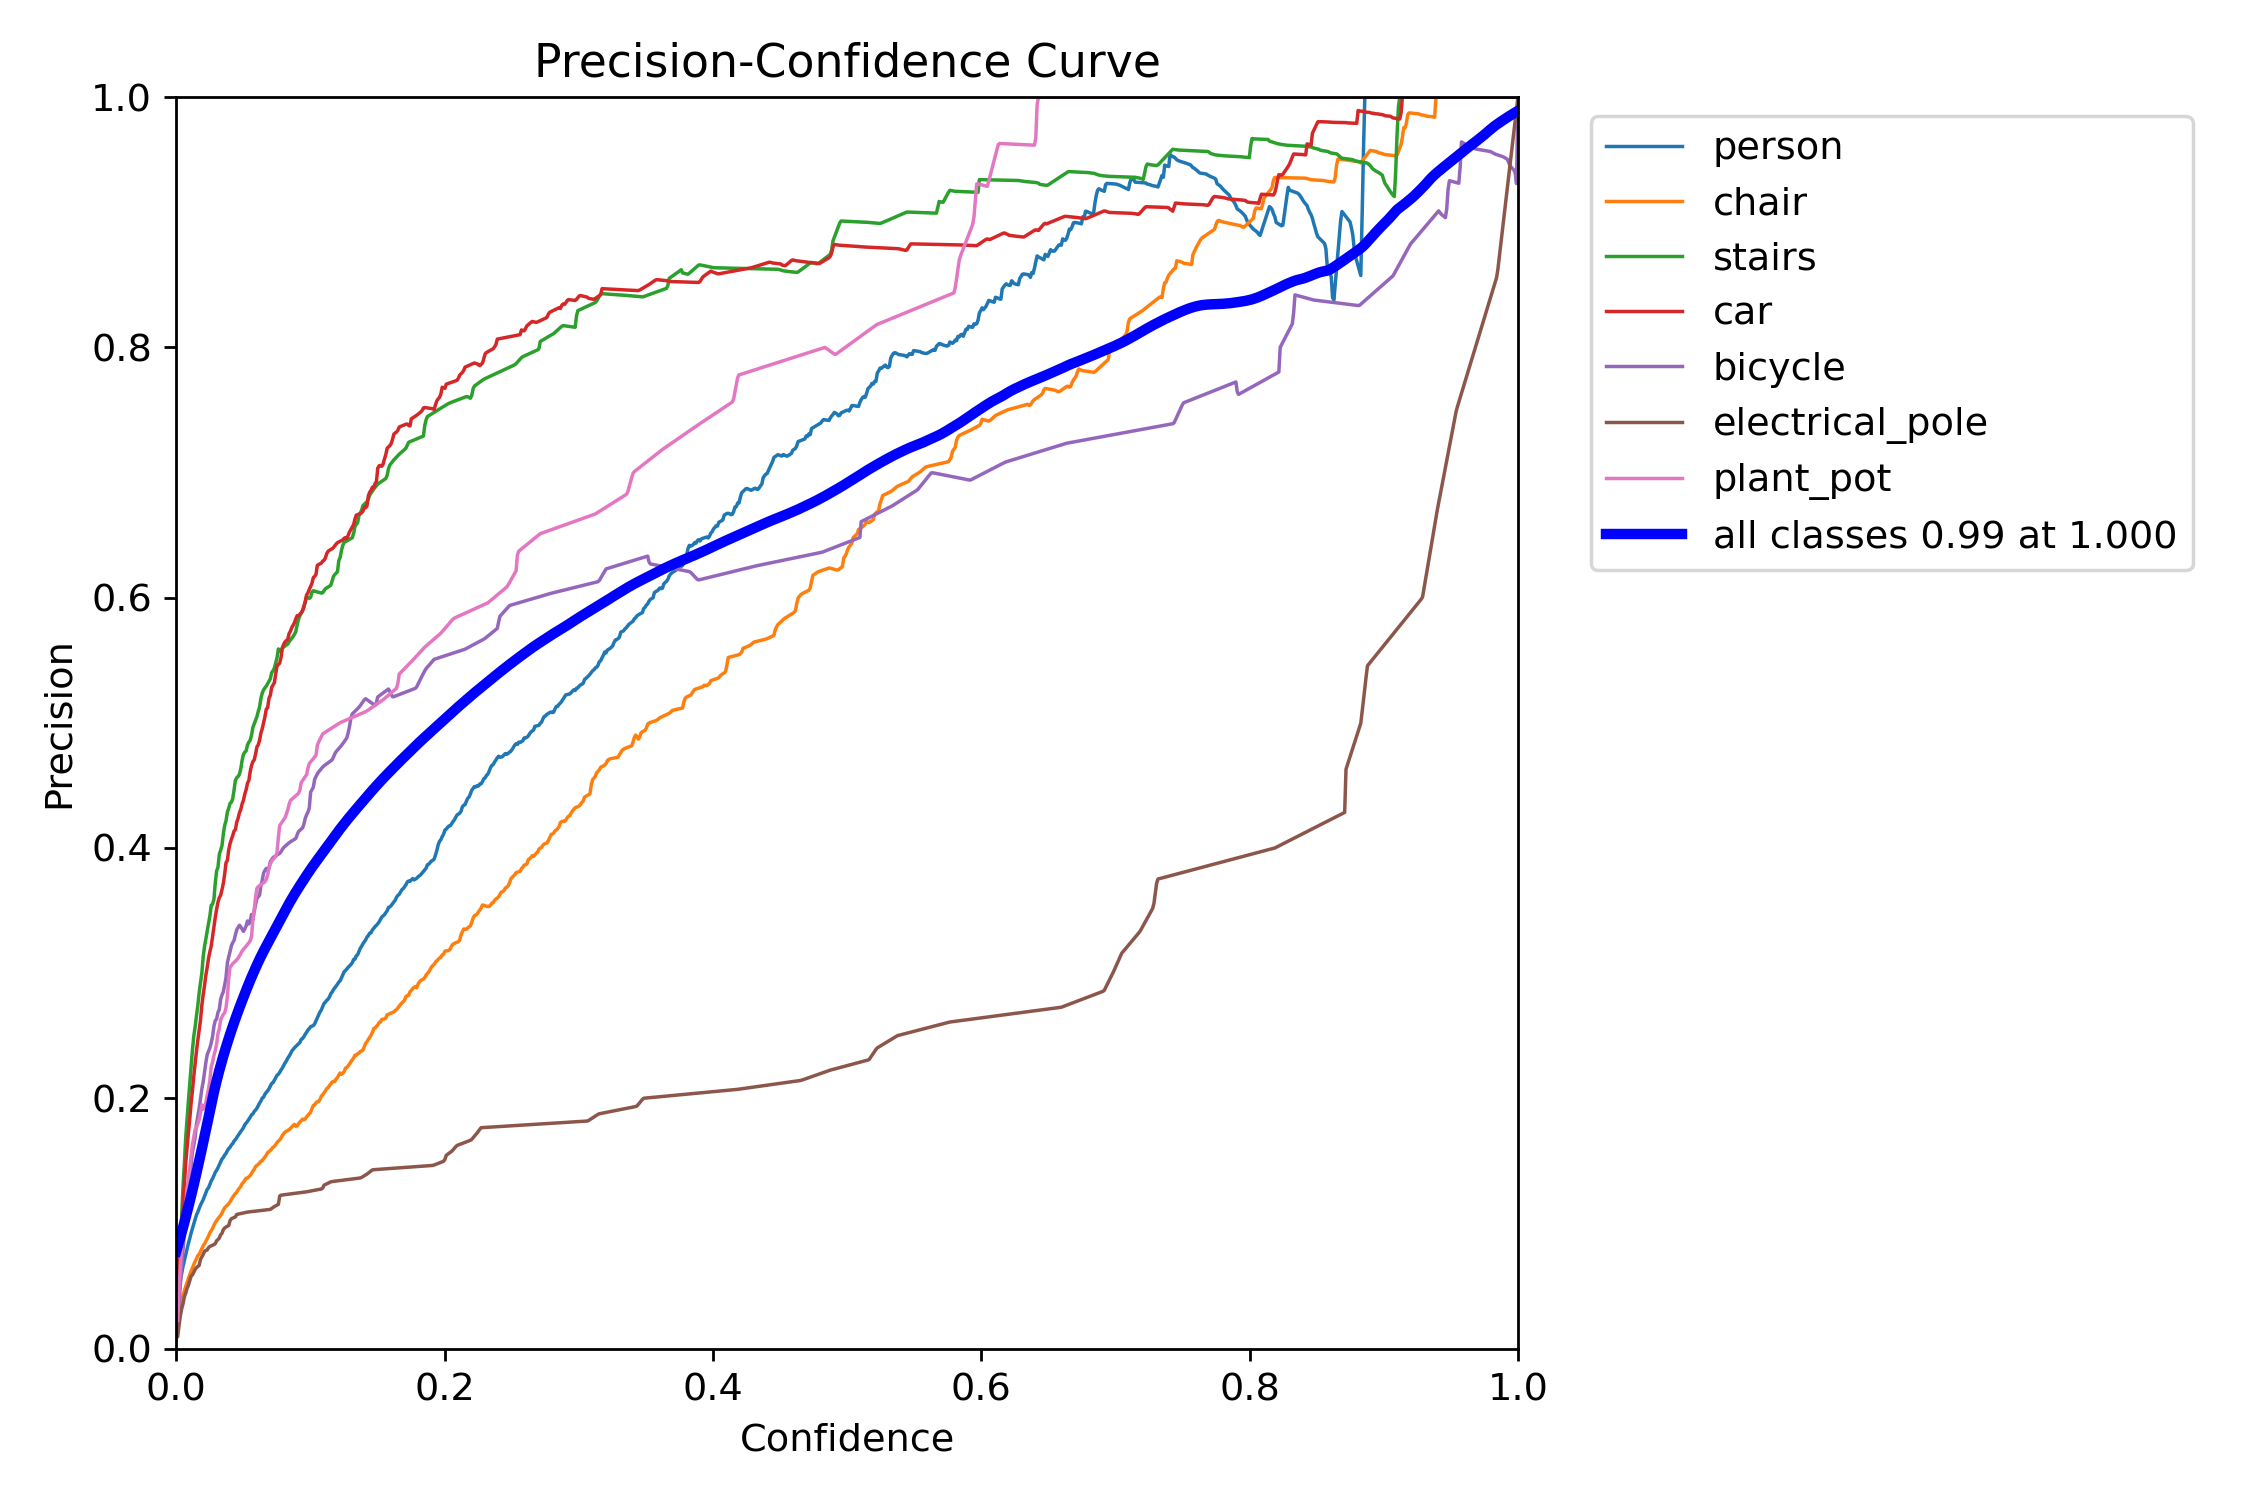 Precision-Confidence Curve
1.0
0.8
0.6
0.4
0.2
0.0
Precision
0.0 0.2 0.4 0.6 0.8 1.0
Confidence
person
chair
stairs
car
bicycle
electrical_pole
plant_pot
all classes 0.99 at 1.000